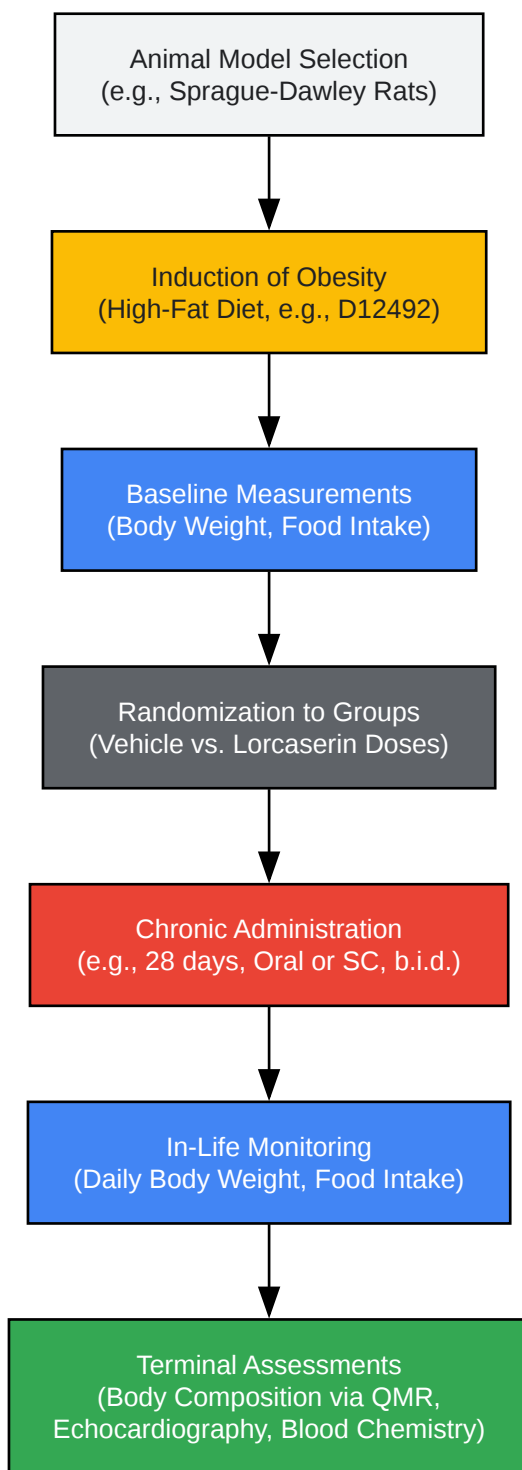 Animal Model Selection
(e.g., Sprague-Dawley Rats)
Induction of Obesity
(High-Fat Diet, e.g., D12492)
Baseline Measurements
(Body Weight, Food Intake)
Randomization to Groups
(Vehicle vs. Lorcaserin Doses)
Chronic Administration
(e.g., 28 days, Oral or SC, b.i.d.)
In-Life Monitoring
(Daily Body Weight, Food Intake)
Terminal Assessments
(Body Composition via QMR,
Echocardiography, Blood Chemistry)